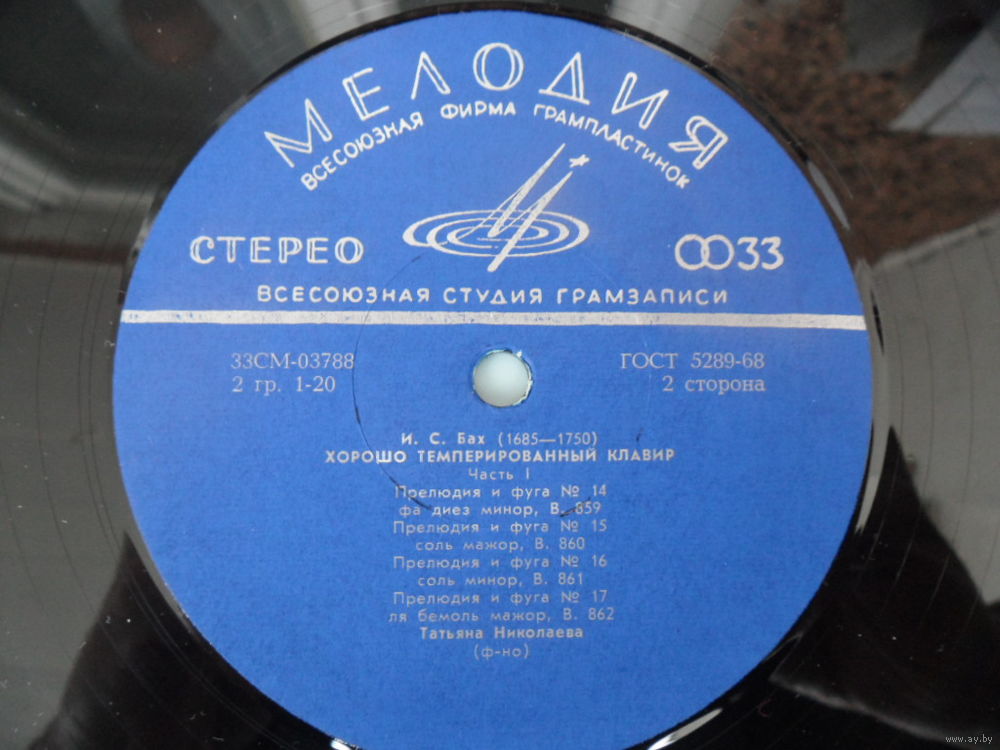 МЕЛОДИЯ
ВСЕСОЮЗНАЯ ФИРМА ГРАМПЛАСТИНОК
СТЕРЕО
33
ВСЕСОЮЗНАЯ СТУДИЯ ГРАМЗАПИСИ
33СМ-03788
ГОСТ 5289-68
2 гр. 1-20
2 сторона
И. С. Бах (1685—1750)
ХОРОШО ТЕМПЕРИРОВАННЫЙ КЛАВИР
Часть I
Прелюдия и фуга № 14
фа диез минор, В. 859
Прелюдия и фуга № 15
соль мажор, В. 860
Прелюдия и фуга № 16
соль минор, В. 861
Прелюдия и фуга № 17
ля бемоль мажор, В. 862
Татьяна Николаева
(ф-но)
www.ay.by